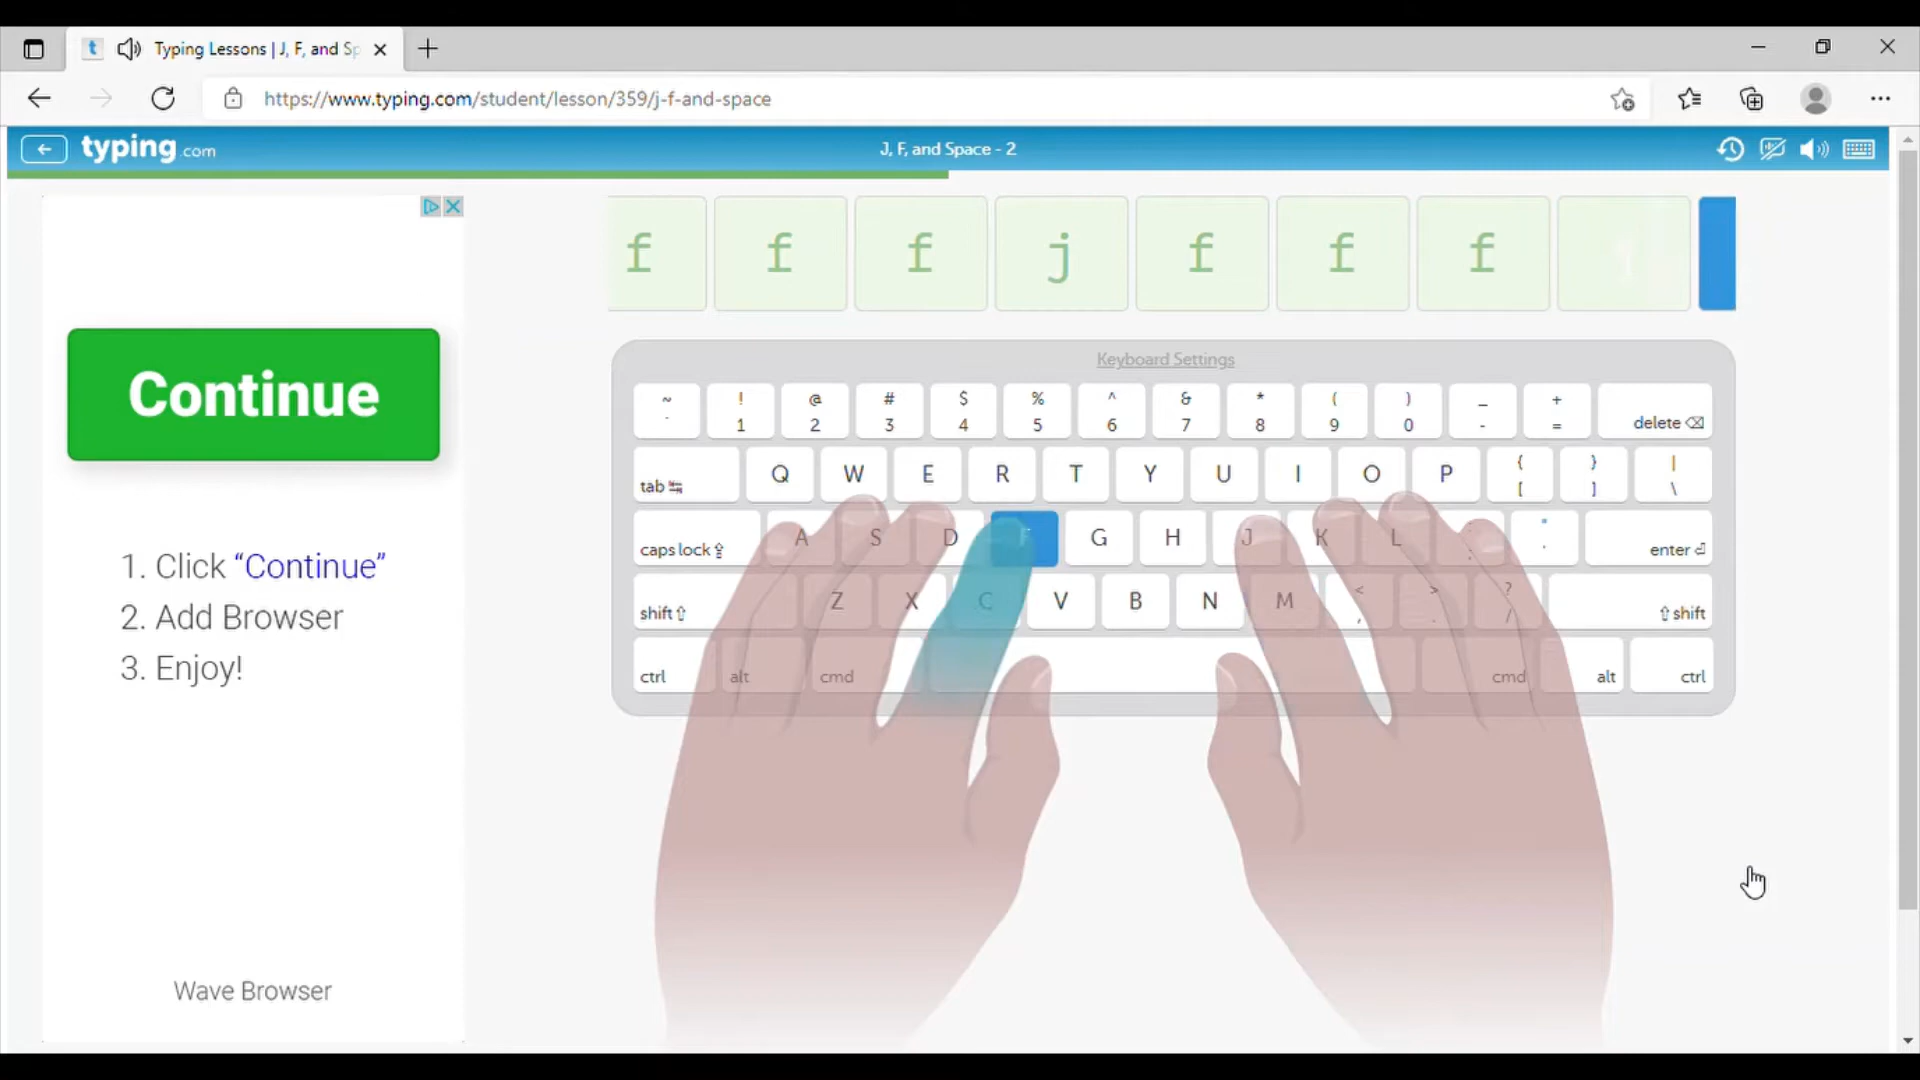 Typing Lessons | J, F, and Sp
https://www.typing.com/student/lesson/359/j-f-and-space
typing.com
J, F, and Space - 2
f f f j f f f
Continue
1. Click “Continue”
2. Add Browser
3. Enjoy!
Wave Browser
Keyboard Settings
~ ! @ # $ % ^ & * ( ) _ +
` 1 2 3 4 5 6 7 8 9 0 - = delete
tab Q W E R T Y U I O P { [ } ] | \
caps lock A S D F G H J K L ; enter
shift Z X C V B N M < , > . ? / shift
ctrl alt cmd cmd alt ctrl